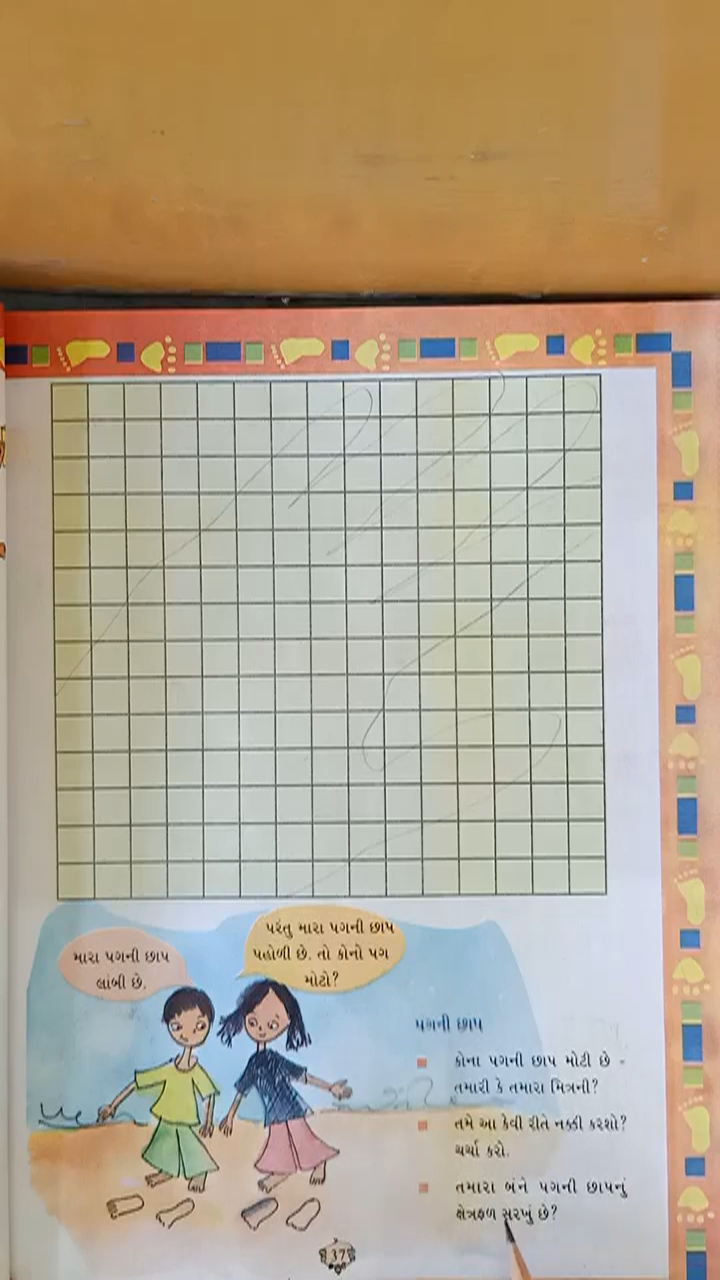 મારા પગની છાપ
લાંબી છે.
પરંતુ મારા પગની છાપ
પહોળી છે. તો કોનો પગ
મોટો?
પગની છાપ
કોના પગની છાપ મોટી છે -
તમારી કે તમારા મિત્રની?
તમે આ કેવી રીતે નક્કી કરશો?
ચર્ચા કરો.
તમારા બંને પગની છાપનું
ક્ષેત્રફળ સરખું છે?
37